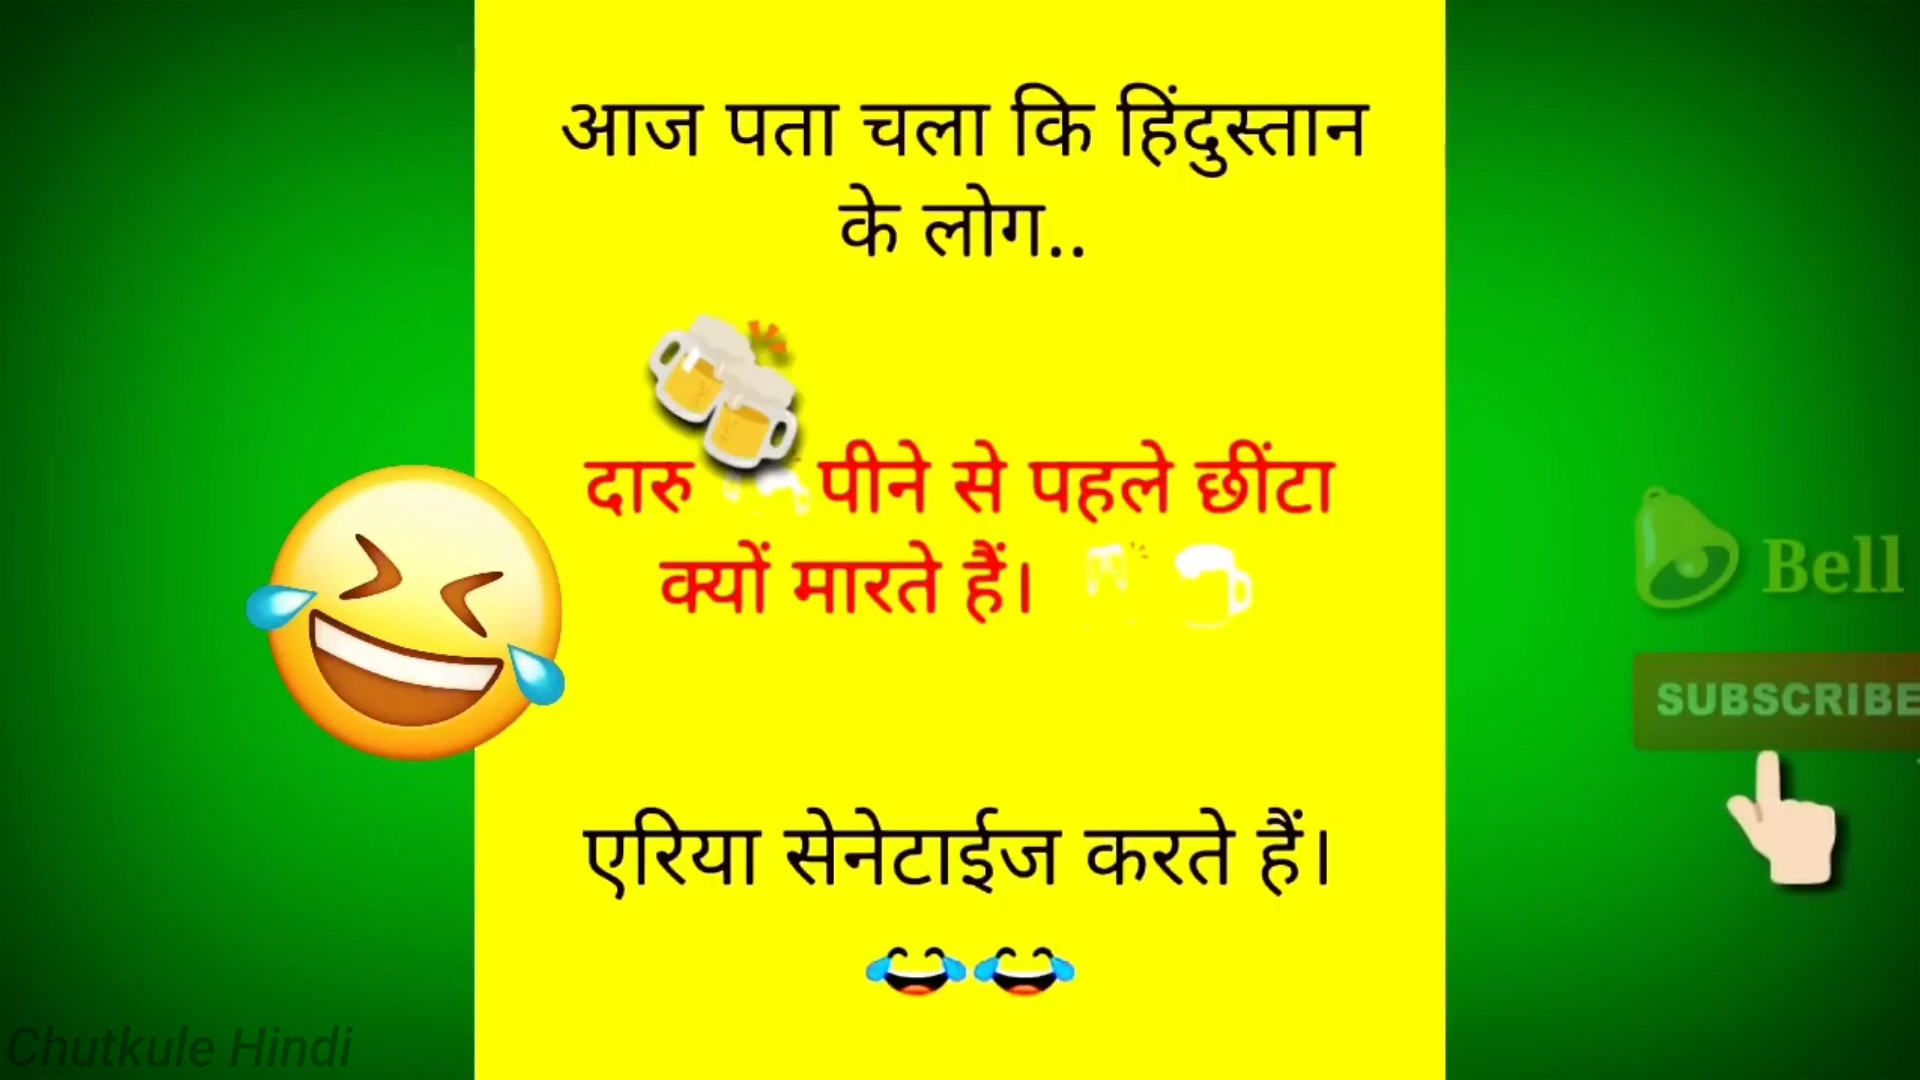 आज पता चला कि हिंदुस्तान
के लोग..
दारु पीने से पहले छींटा
क्यों मारते हैं।
एरिया सेनेटाईज करते हैं।
Bell
SUBSCRIBE
Chutkule Hindi